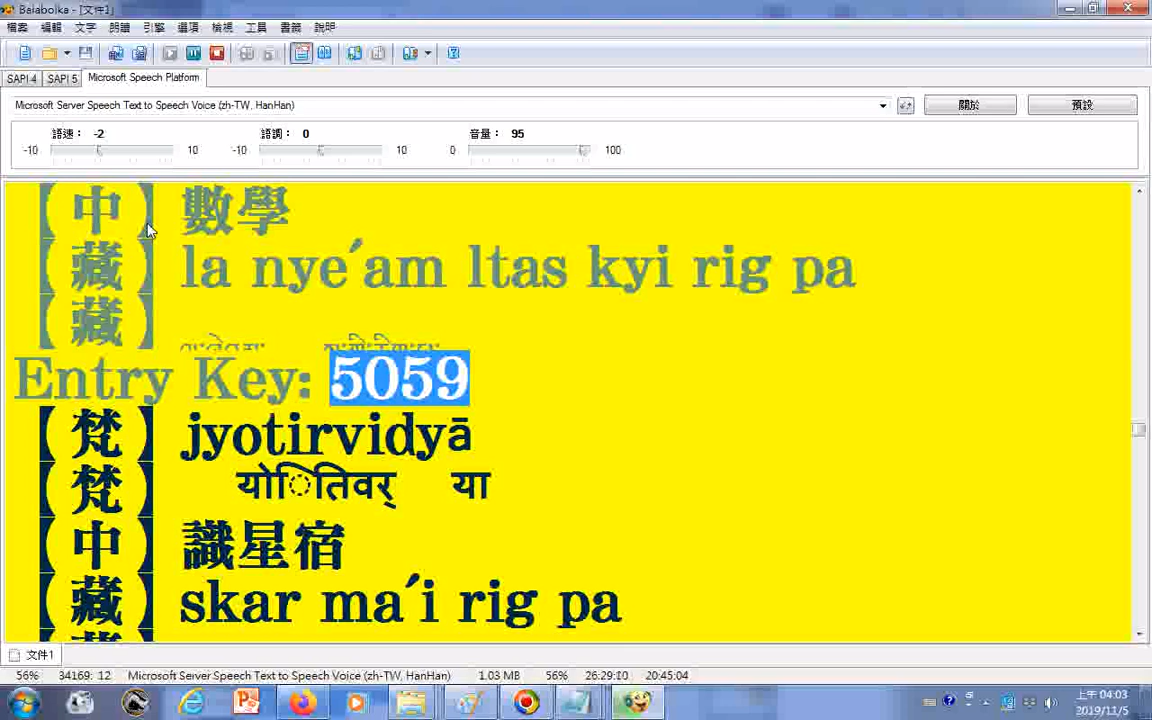 Balabolka - [文件1]
檔案 編輯 文字 朗讀 引擎 選項 檢視 工具 書籤 說明
SAPI 4 SAPI 5 Microsoft Speech Platform
Microsoft Server Speech Text to Speech Voice (zh-TW, HanHan) 關於 預設
語速： -2 語調： 0 音量： 95
-10 10 -10 10 0 100
【中】 數學
【藏】 la nye´am ltas kyi rig pa
【藏】
Entry Key: 5059
【梵】 jyotirvidyā
【梵】 योितिवर् या
【中】 識星宿
【藏】 skar ma´i rig pa
文件1
56% 34169: 12 Microsoft Server Speech Text to Speech Voice (zh-TW, HanHan) 1.03 MB 56% 26:29:10 20:45:04
上午 04:03
2019/11/5